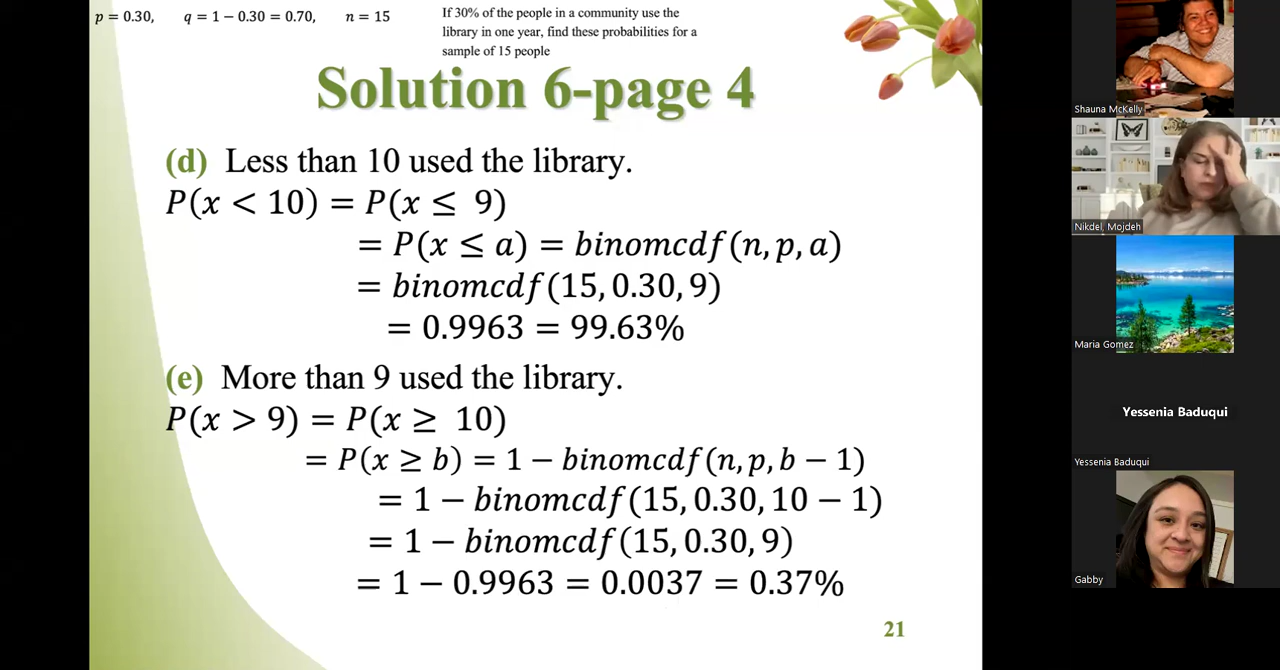 p = 0.30, q = 1 − 0.30 = 0.70, n = 15
If 30% of the people in a community use the
library in one year, find these probabilities for a
sample of 15 people
Solution 6-page 4
(d) Less than 10 used the library.
P(x < 10) = P(x ≤ 9)
= P(x ≤ a) = binomcdf(n, p, a)
= binomcdf(15, 0.30, 9)
= 0.9963 = 99.63%
(e) More than 9 used the library.
P(x > 9) = P(x ≥ 10)
= P(x ≥ b) = 1 − binomcdf(n, p, b − 1)
= 1 − binomcdf(15, 0.30, 10 − 1)
= 1 − binomcdf(15, 0.30, 9)
= 1 − 0.9963 = 0.0037 = 0.37%
21
Shauna McKelly
Nikdel, Mojdeh
Maria Gomez
Yessenia Baduqui
Yessenia Baduqui
Gabby